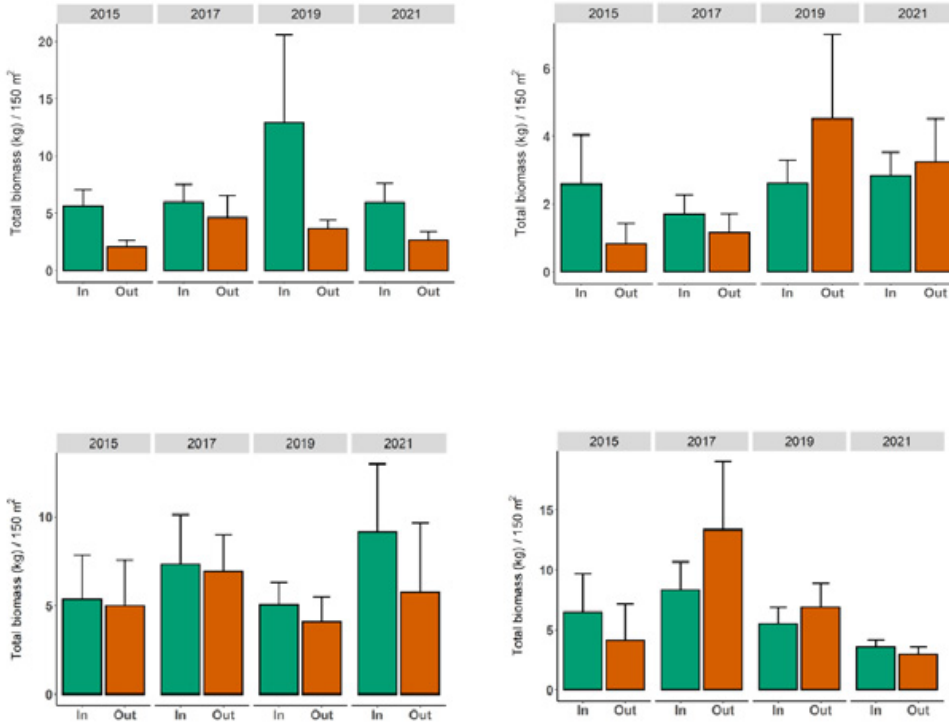 2015 2017 2019 2021
Total biomass (kg) / 150 m²
20
15
10
5
0
In Out In Out In Out In Out
2015 2017 2019 2021
Total biomass (kg) / 150 m²
6
4
2
0
In Out In Out In Out In Out
2015 2017 2019 2021
Total biomass (kg) / 150 m²
10
5
0
In Out In Out In Out In Out
2015 2017 2019 2021
Total biomass (kg) / 150 m²
15
10
5
0
In Out In Out In Out In Out